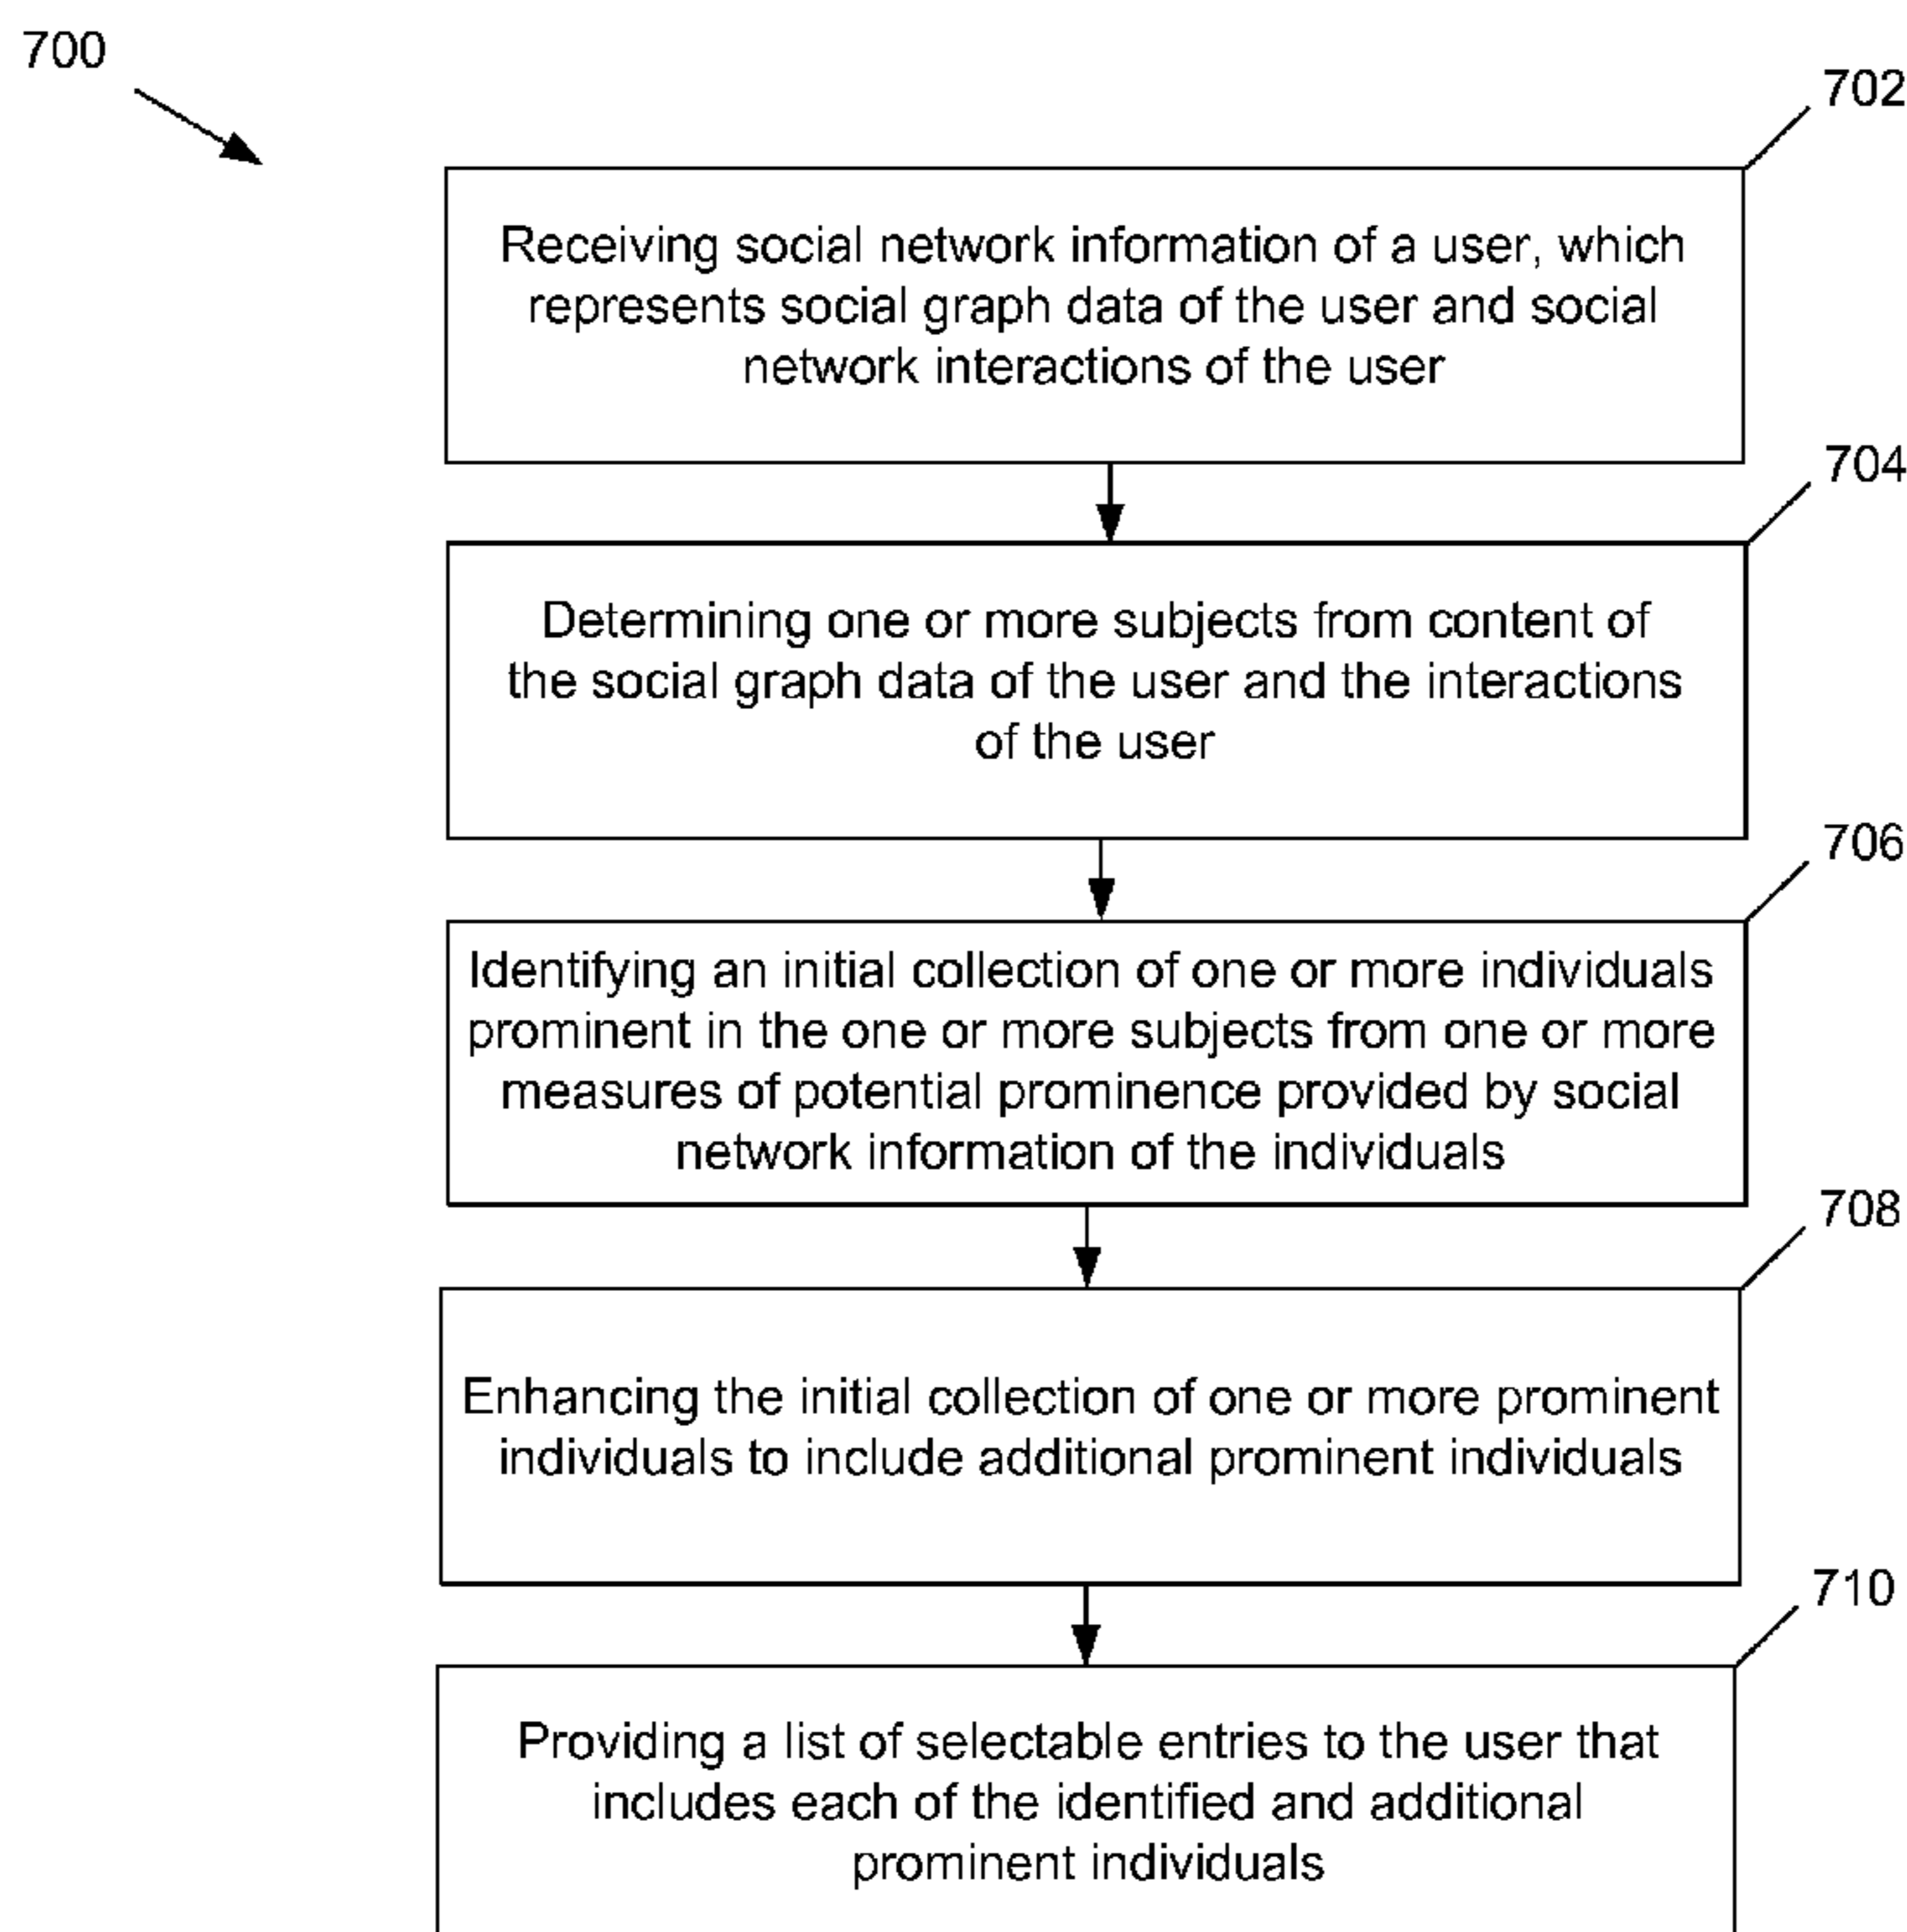 700
702
Receiving social network information of a user, which
represents social graph data of the user and social
network interactions of the user
704
Determining one or more subjects from content of
the social graph data of the user and the interactions
of the user
706
Identifying an initial collection of one or more individuals
prominent in the one or more subjects from one or more
measures of potential prominence provided by social
network information of the individuals
708
Enhancing the initial collection of one or more prominent
individuals to include additional prominent individuals
710
Providing a list of selectable entries to the user that
includes each of the identified and additional
prominent individuals